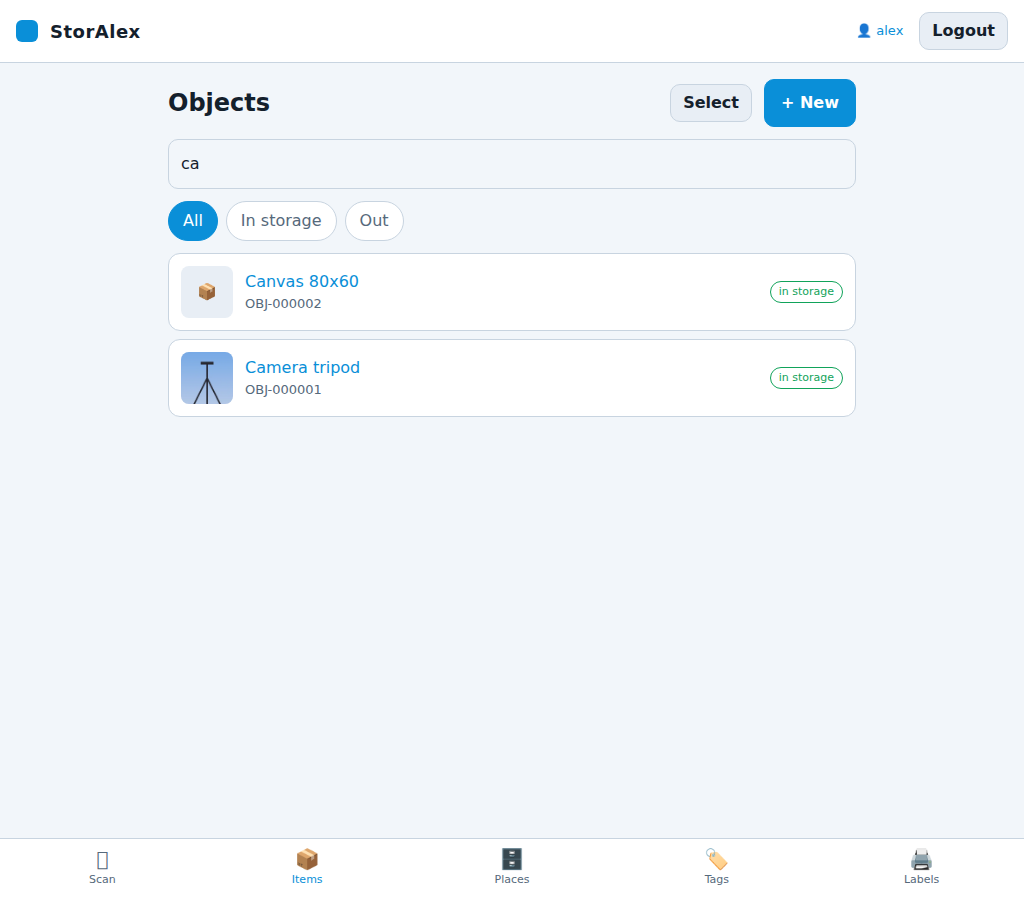 StorAlex
alex
Logout
Objects
Select
+ New
ca
All
In storage
Out
Canvas 80x60
OBJ-000002
in storage
Camera tripod
OBJ-000001
in storage
Scan
Items
Places
Tags
Labels